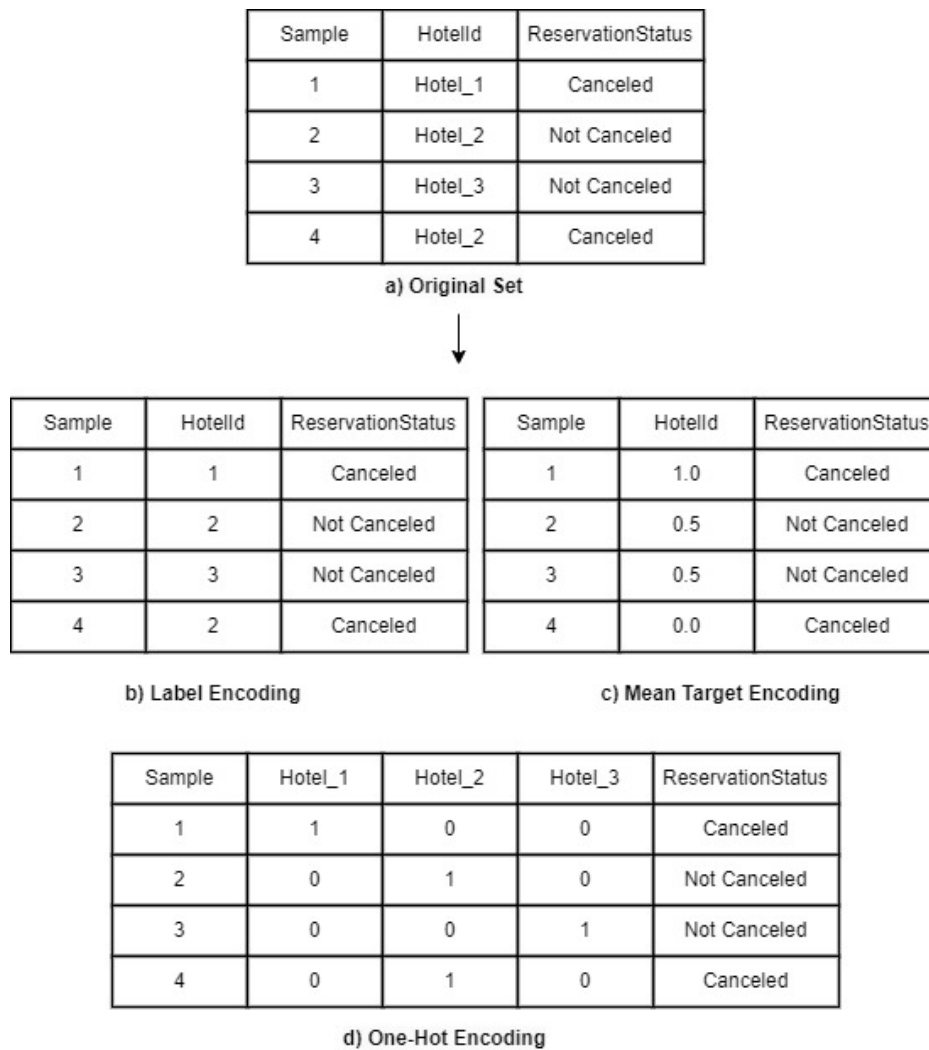 Sample HotelId ReservationStatus
1 Hotel_1 Canceled
2 Hotel_2 Not Canceled
3 Hotel_3 Not Canceled
4 Hotel_2 Canceled
a) Original Set
Sample HotelId ReservationStatus
1 1 Canceled
2 2 Not Canceled
3 3 Not Canceled
4 2 Canceled
b) Label Encoding
Sample HotelId ReservationStatus
1 1.0 Canceled
2 0.5 Not Canceled
3 0.5 Not Canceled
4 0.0 Canceled
c) Mean Target Encoding
Sample Hotel_1 Hotel_2 Hotel_3 ReservationStatus
1 1 0 0 Canceled
2 0 1 0 Not Canceled
3 0 0 1 Not Canceled
4 0 1 0 Canceled
d) One-Hot Encoding